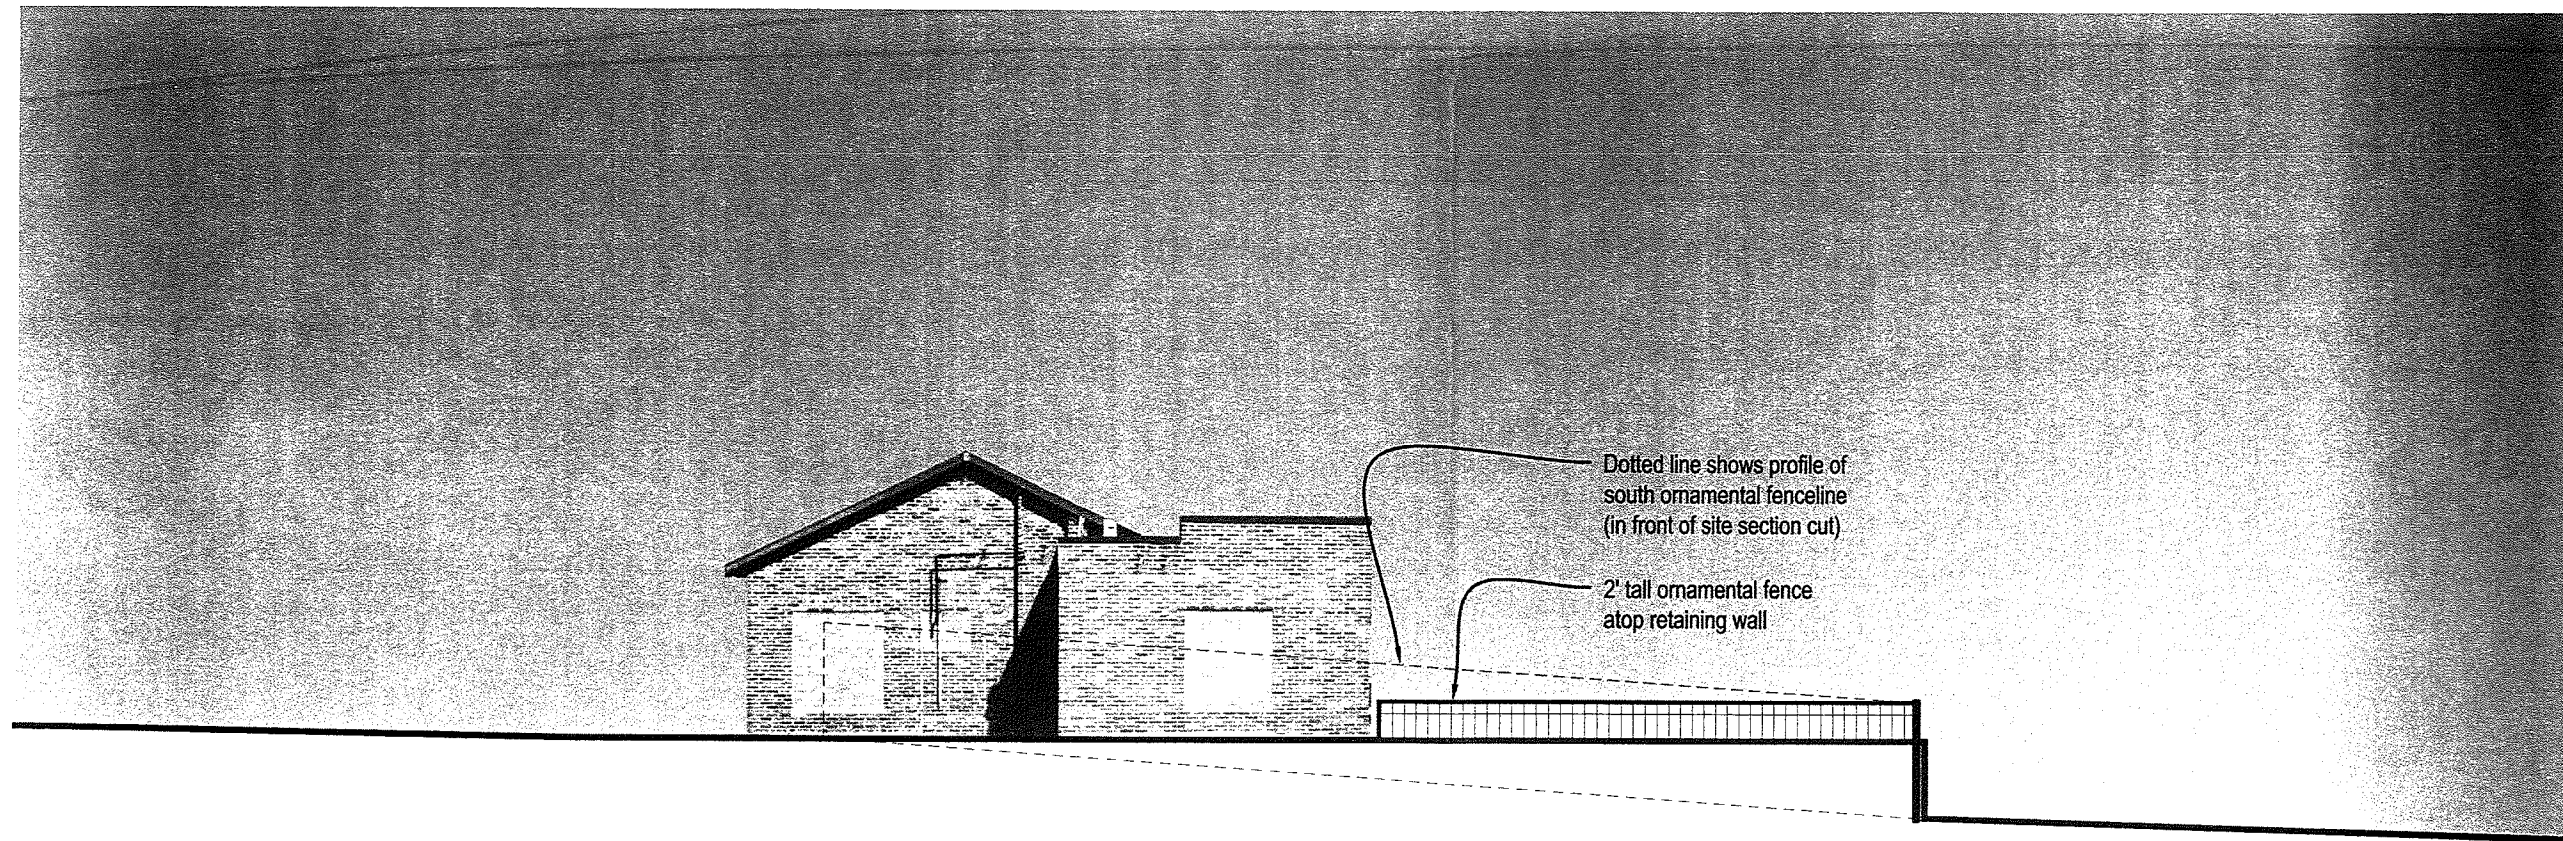 Dotted line shows profile of
south ornamental fenceline
(in front of site section cut)
2' tall ornamental fence
atop retaining wall